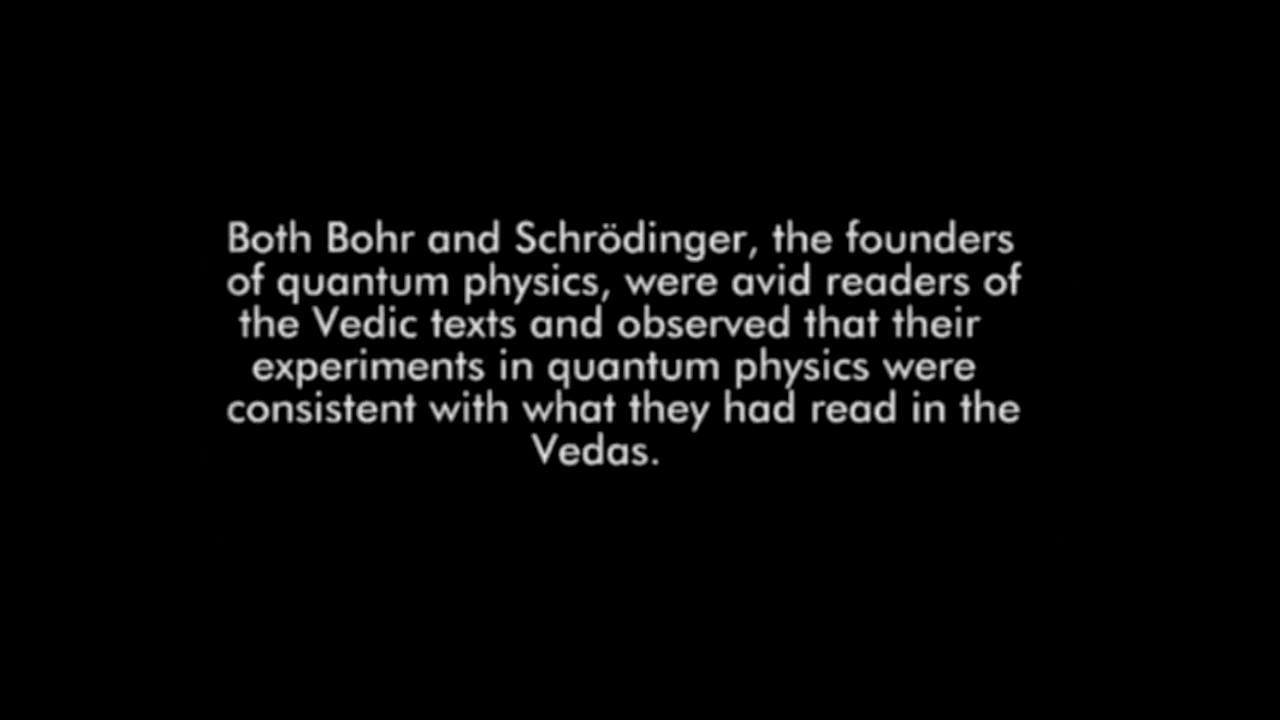 Both Bohr and Schrödinger, the founders
of quantum physics, were avid readers of
the Vedic texts and observed that their
experiments in quantum physics were
consistent with what they had read in the
Vedas.